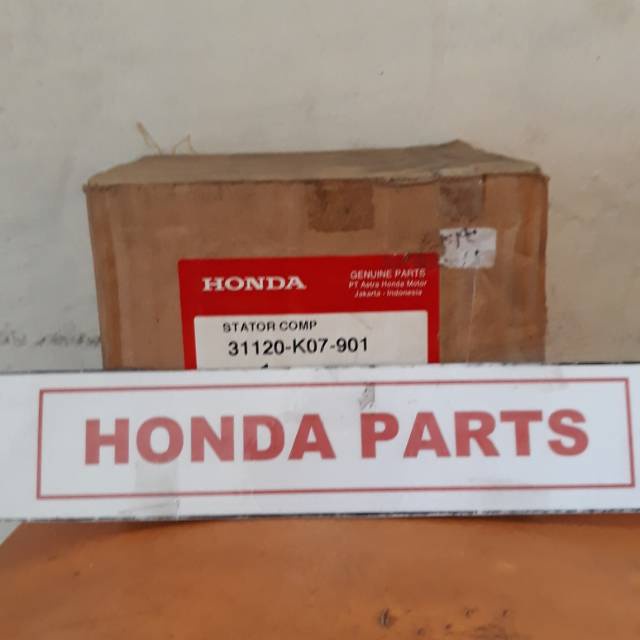 HONDA
GENUINE PARTS
PT Astra Honda Motor
Jakarta - Indonesia
STATOR COMP
31120-K07-901
HONDA PARTS